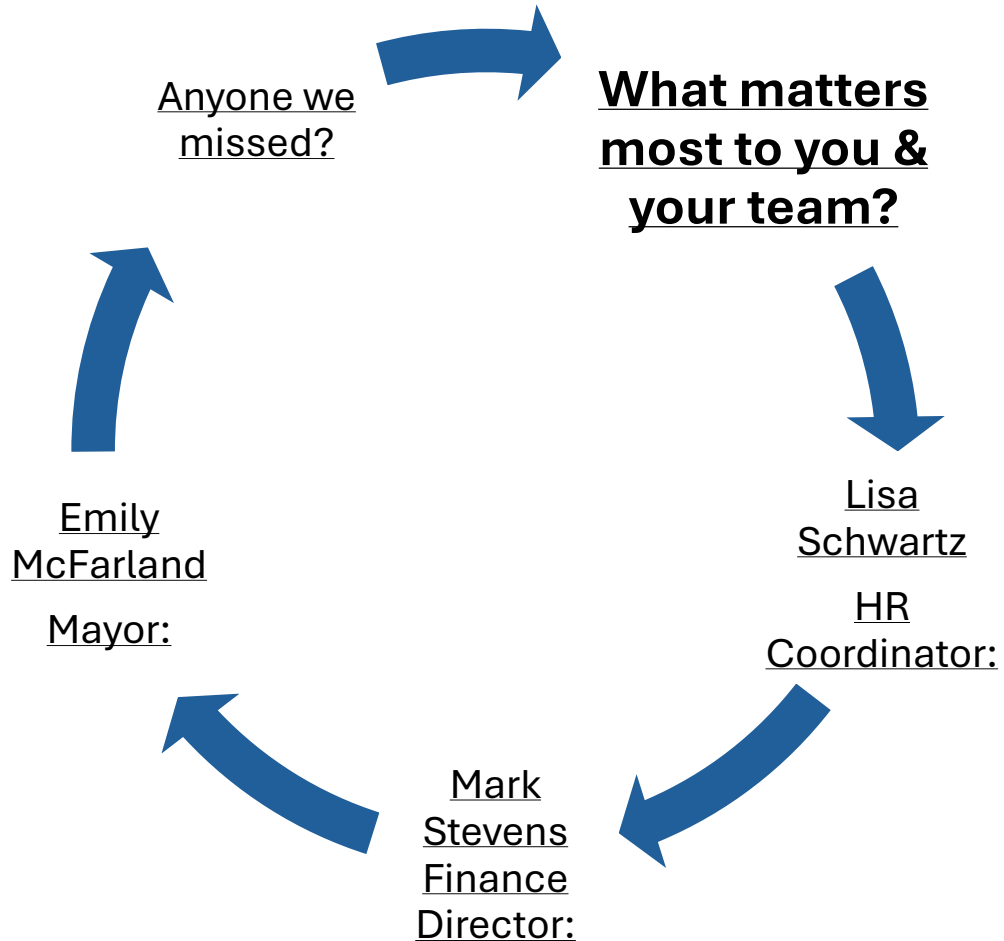 Anyone we
missed?
What matters
most to you &
your team?
Lisa
Schwartz
HR
Coordinator:
Mark
Stevens
Finance
Director:
Emily
McFarland
Mayor: